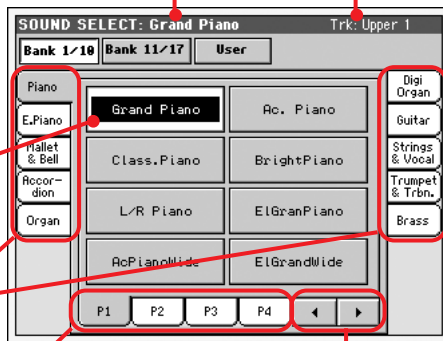 SOUND SELECT: Grand Piano Trk: Upper 1
Bank 1/10 Bank 11/17 User
Piano
E.Piano
Mallet
& Bell
Accor-
dion
Organ
Grand Piano Ac. Piano
Class.Piano BrightPiano
L/R Piano ElGranPiano
AcPianoWide ElGrandWide
Digi
Organ
Guitar
Strings
& Vocal
Trumpet
& Trbn.
Brass
P1 P2 P3 P4